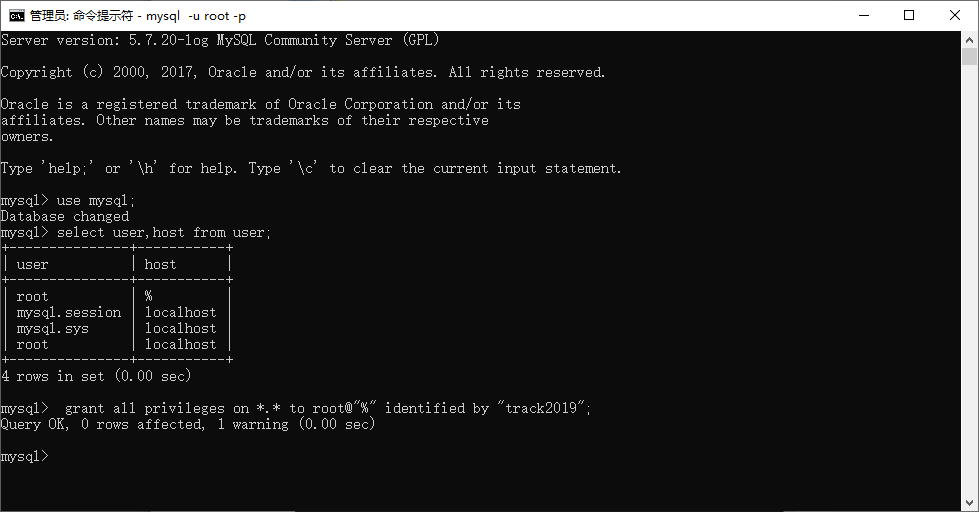 管理员: 命令提示符 - mysql  -u root -p
Server version: 5.7.20-log MySQL Community Server (GPL)
Copyright (c) 2000, 2017, Oracle and/or its affiliates. All rights reserved.
Oracle is a registered trademark of Oracle Corporation and/or its
affiliates. Other names may be trademarks of their respective
owners.
Type 'help;' or '\h' for help. Type '\c' to clear the current input statement.
mysql> use mysql;
Database changed
mysql> select user,host from user;
+---------------+-----------+
| user          | host      |
+---------------+-----------+
| root          | %         |
| mysql.session | localhost |
| mysql.sys     | localhost |
| root          | localhost |
+---------------+-----------+
4 rows in set (0.00 sec)
mysql>  grant all privileges on *.* to root@"%" identified by "track2019";
Query OK, 0 rows affected, 1 warning (0.00 sec)
mysql>